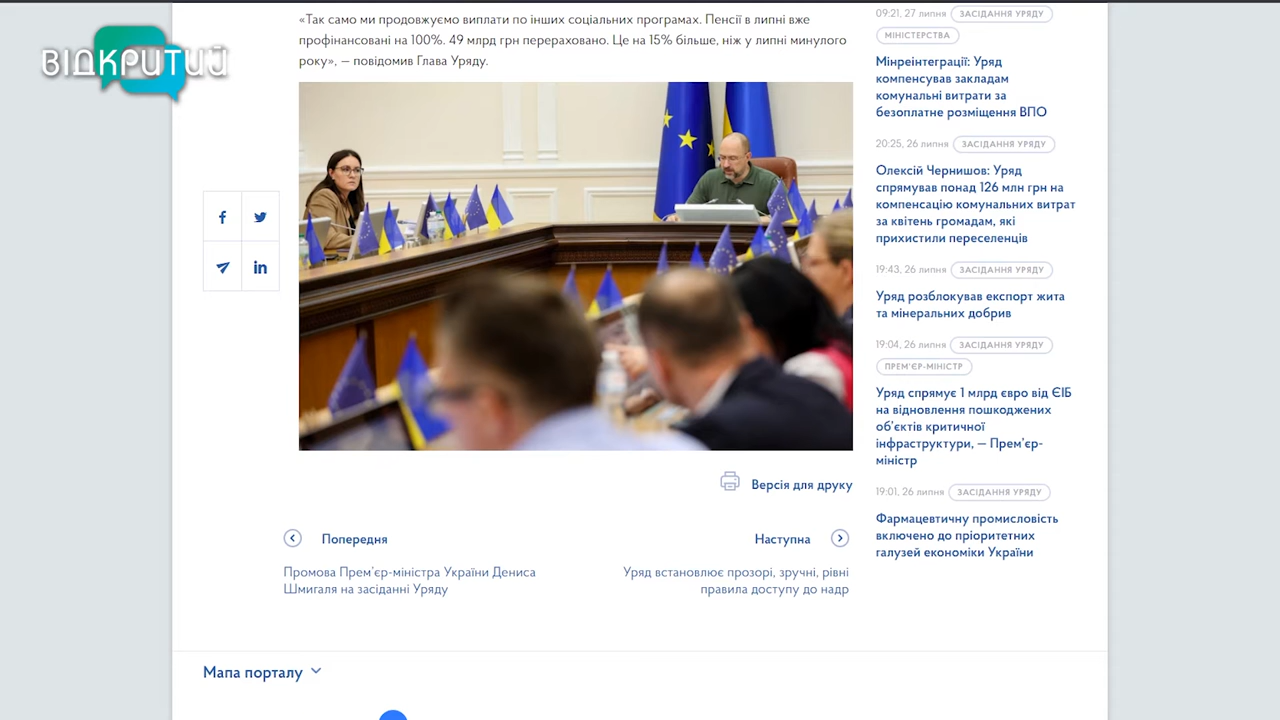 ВІДКРИТИЙ
«Так само ми продовжуємо виплати по інших соціальних програмах. Пенсії в липні вже
профінансовані на 100%. 49 млрд грн перераховано. Це на 15% більше, ніж у липні минулого
року», — повідомив Глава Уряду.
Версія для друку
Попередня
Промова Прем’єр-міністра України Дениса
Шмигаля на засіданні Уряду
Наступна
Уряд встановлює прозорі, зручні, рівні
правила доступу до надр
09:21, 27 липня ЗАСІДАННЯ УРЯДУ
МІНІСТЕРСТВА
Мінреінтеграції: Уряд
компенсував закладам
комунальні витрати за
безоплатне розміщення ВПО
20:25, 26 липня ЗАСІДАННЯ УРЯДУ
Олексій Чернишов: Уряд
спрямував понад 126 млн грн на
компенсацію комунальних витрат
за квітень громадам, які
прихистили переселенців
19:43, 26 липня ЗАСІДАННЯ УРЯДУ
Уряд розблокував експорт жита
та мінеральних добрив
19:04, 26 липня ЗАСІДАННЯ УРЯДУ
ПРЕМ'ЄР-МІНІСТР
Уряд спрямує 1 млрд євро від ЄІБ
на відновлення пошкоджених
об’єктів критичної
інфраструктури, — Прем’єр-
міністр
19:01, 26 липня ЗАСІДАННЯ УРЯДУ
Фармацевтичну промисловість
включено до пріоритетних
галузей економіки України
Мапа порталу